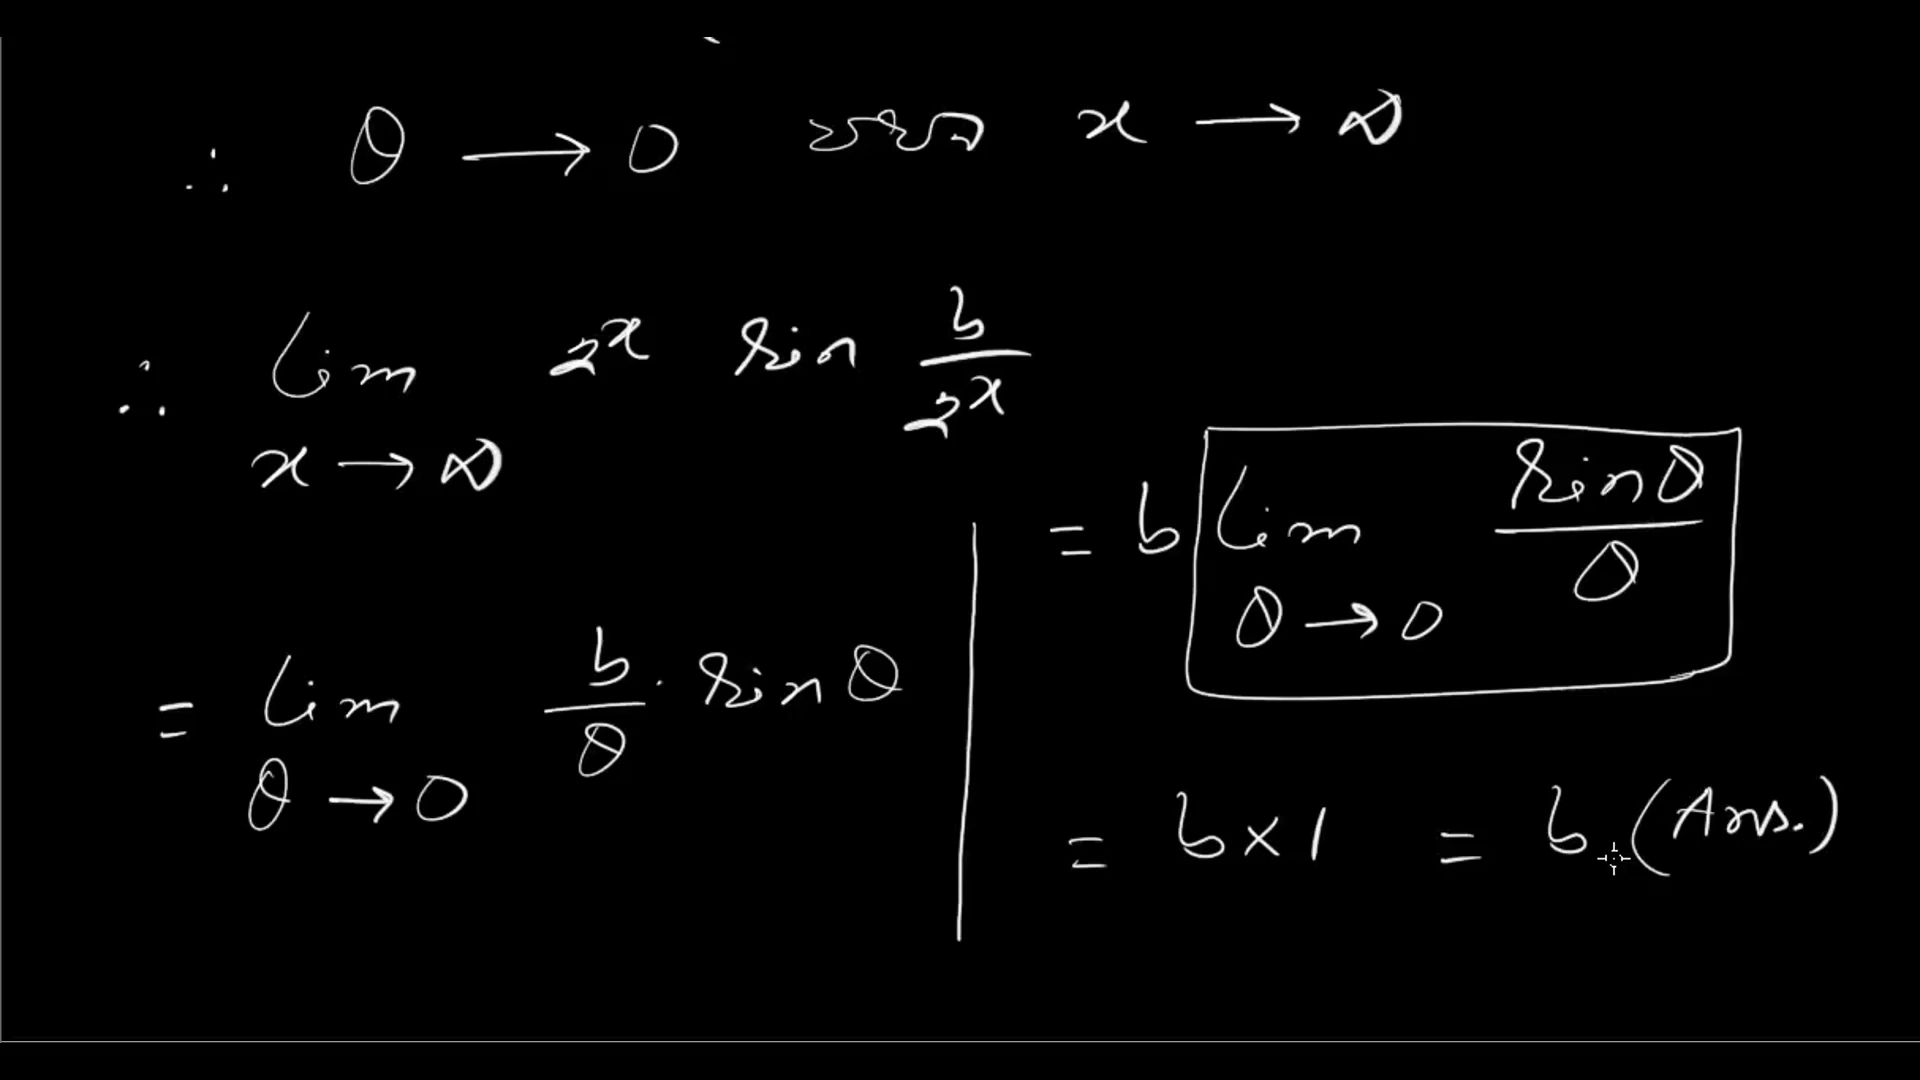 ∴ θ → 0 যখন x → ∞
∴ lim x→∞ 2^x sin b/2^x
= lim θ→0 b/θ · sinθ
= b lim θ→0 sinθ/θ
= b×1 = b (Ans.)